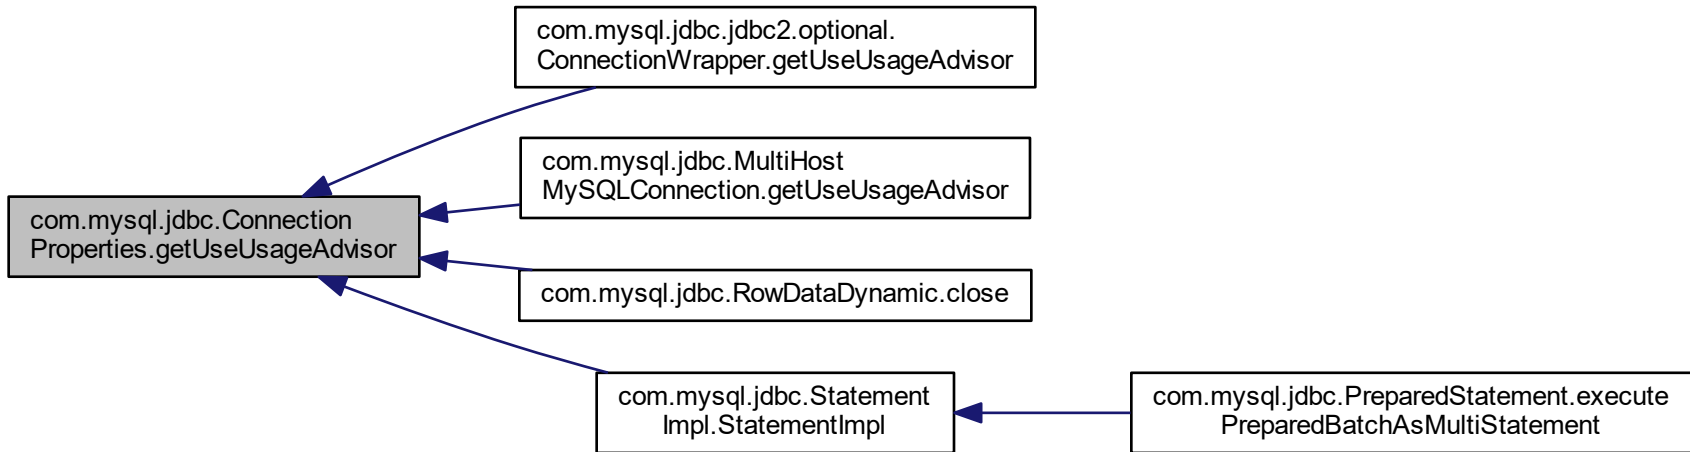 com.mysql.jdbc.jdbc2.optional.
ConnectionWrapper.getUseUsageAdvisor
com.mysql.jdbc.MultiHost
MySQLConnection.getUseUsageAdvisor
com.mysql.jdbc.Connection
Properties.getUseUsageAdvisor
com.mysql.jdbc.RowDataDynamic.close
com.mysql.jdbc.Statement
Impl.StatementImpl
com.mysql.jdbc.PreparedStatement.execute
PreparedBatchAsMultiStatement